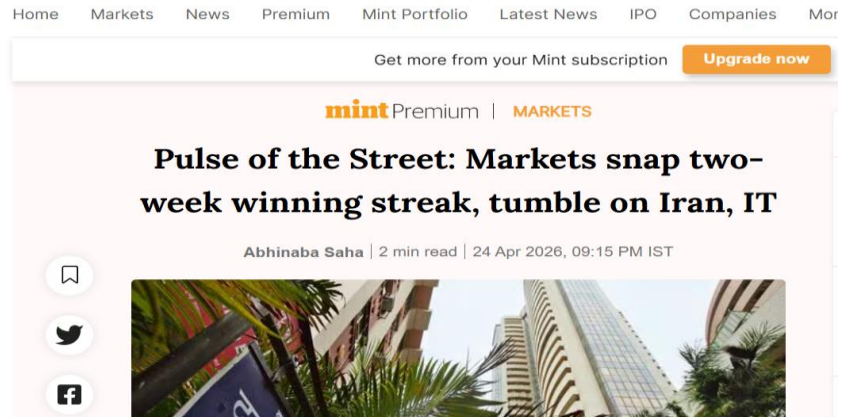 Home Markets News Premium Mint Portfolio Latest News IPO Companies Mor
Get more from your Mint subscription Upgrade now
mint Premium | MARKETS
Pulse of the Street: Markets snap two-
week winning streak, tumble on Iran, IT
Abhinaba Saha | 2 min read | 24 Apr 2026, 09:15 PM IST